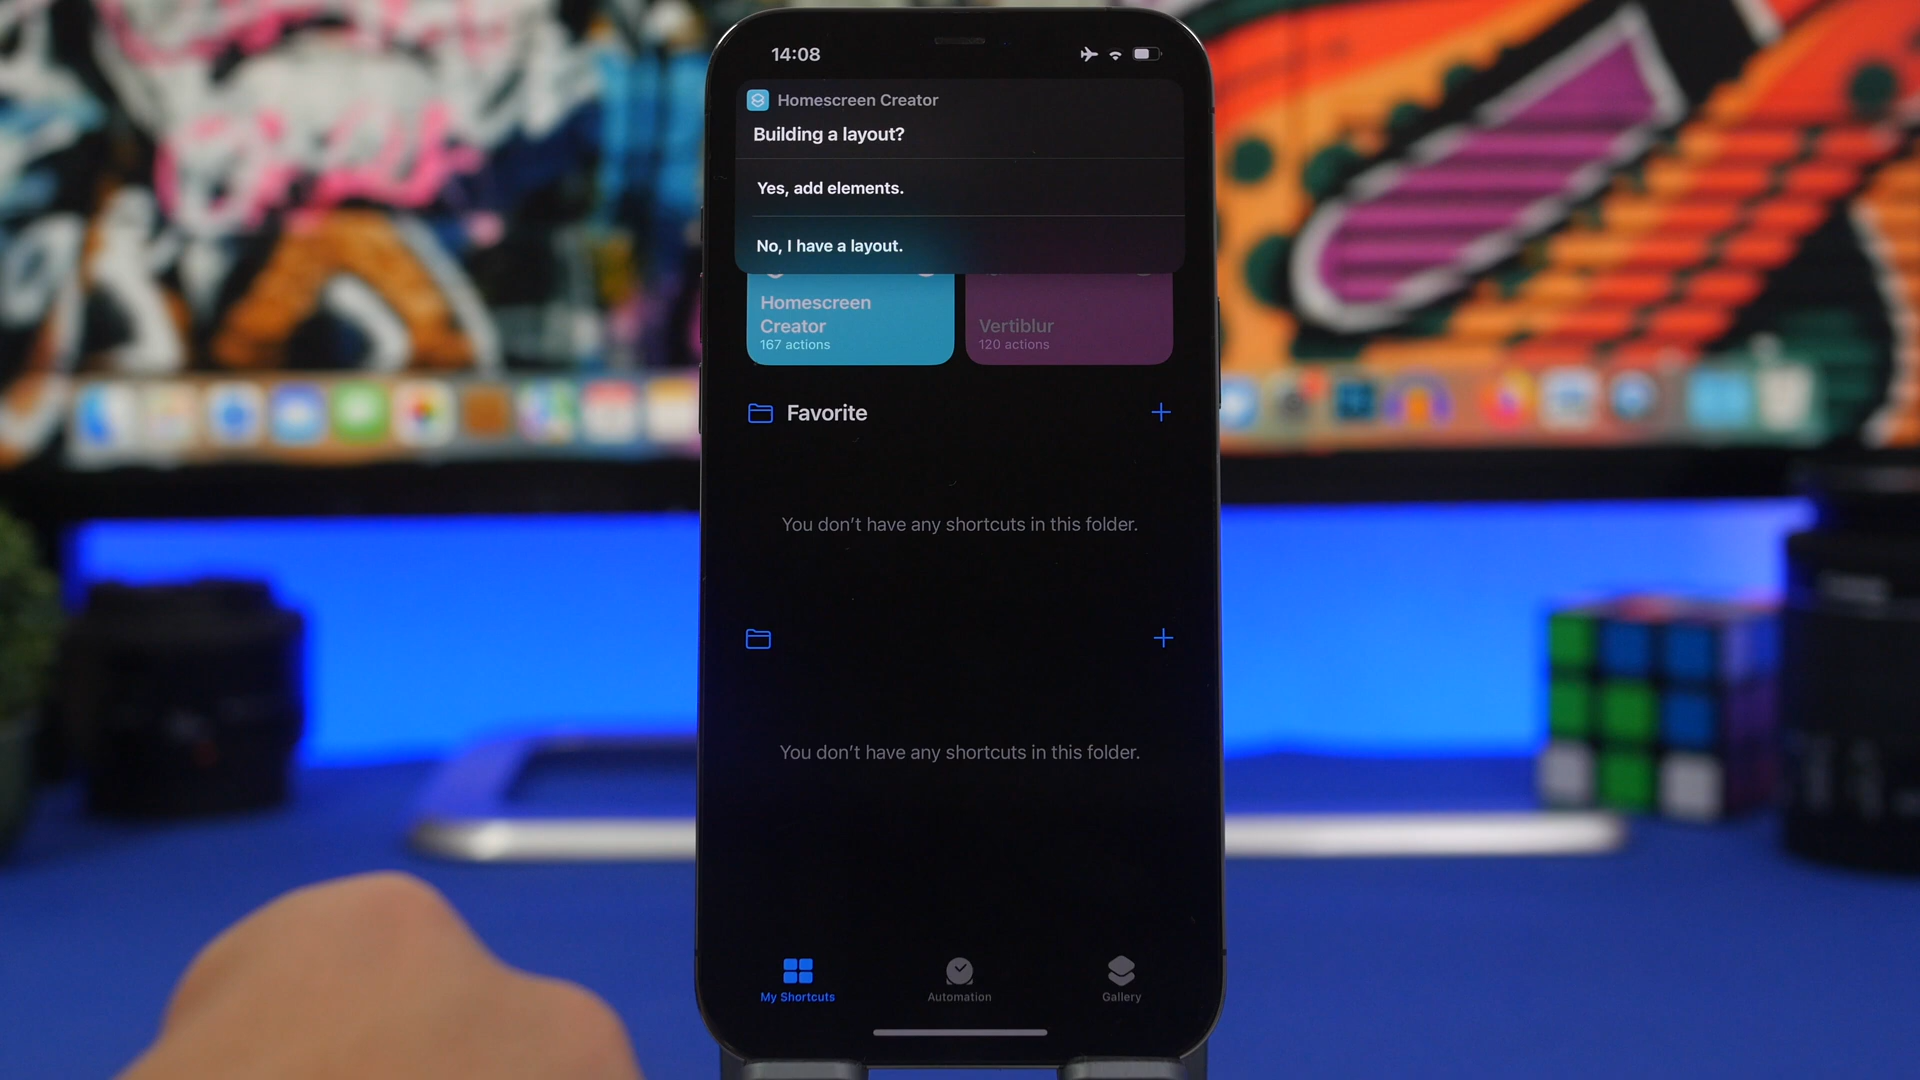 14:08
Homescreen Creator
Building a layout?
Yes, add elements.
No, I have a layout.
Homescreen
Creator
167 actions
Vertiblur
120 actions
Favorite
You don't have any shortcuts in this folder.
You don't have any shortcuts in this folder.
My Shortcuts
Automation
Gallery